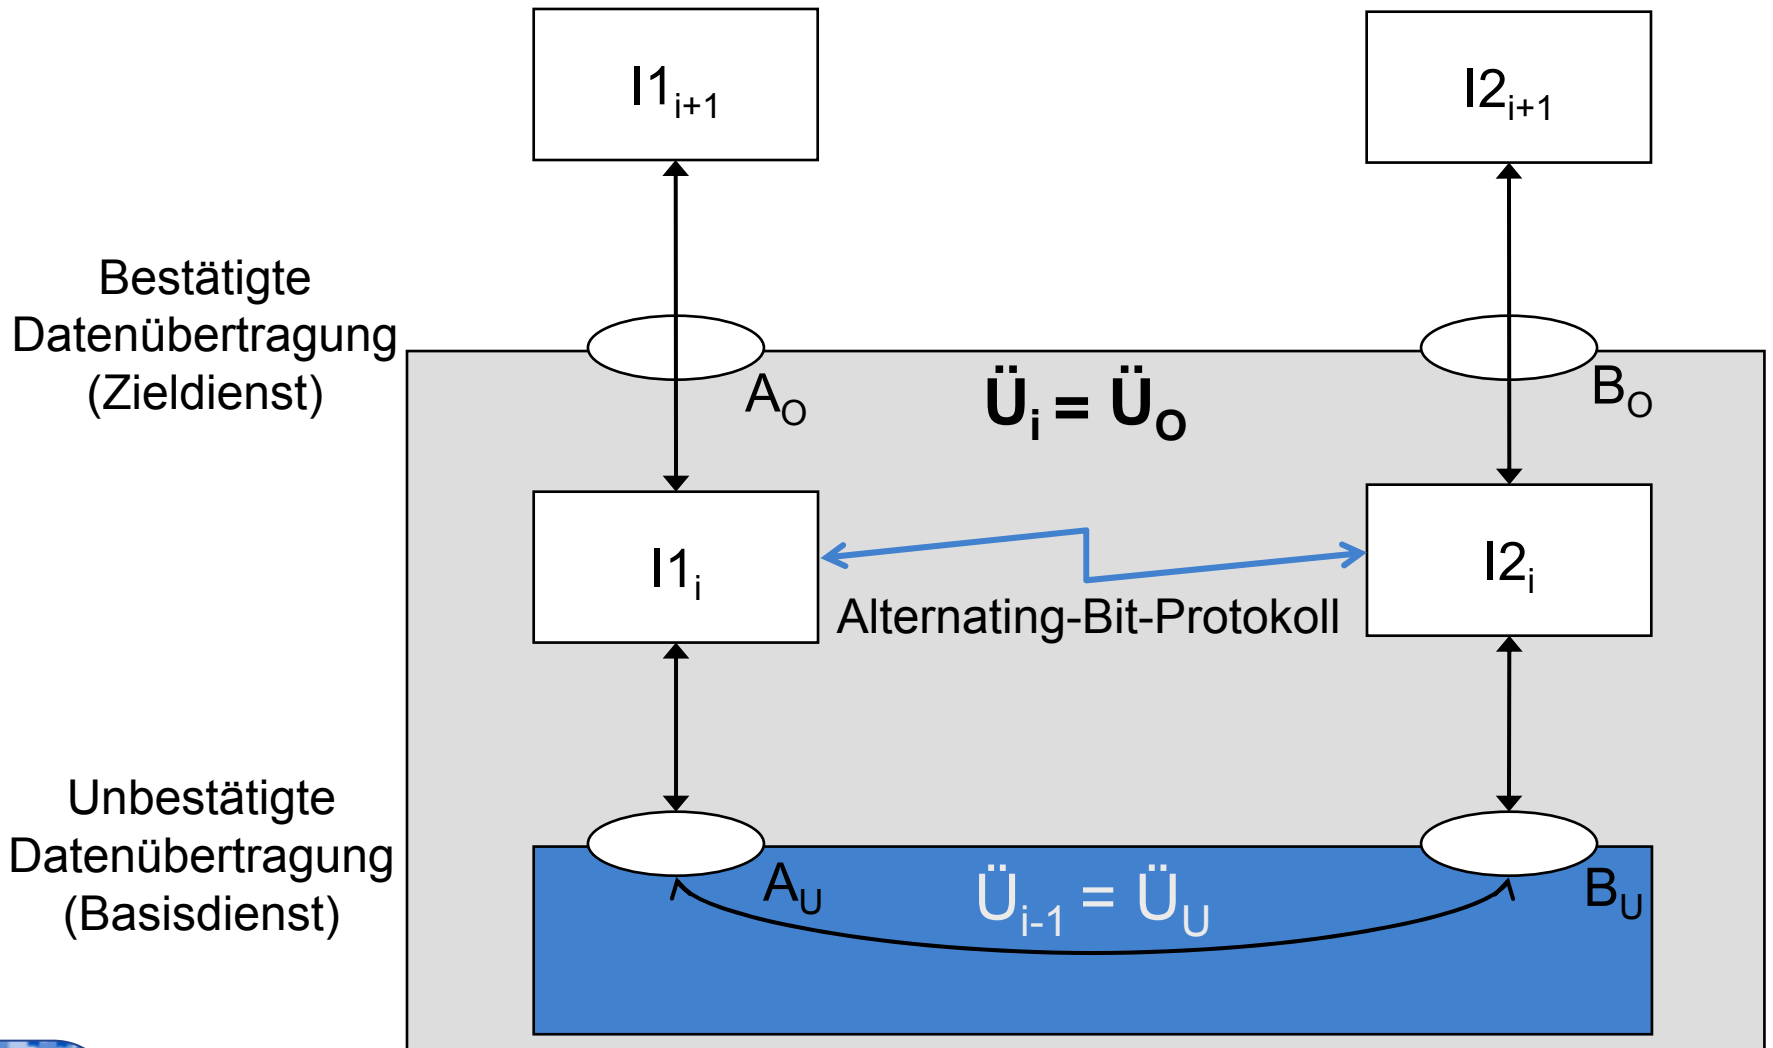 I1i+1
I2i+1
Bestätigte
Datenübertragung
(Zieldienst)
AO
Üi = ÜO
BO
I1i
I2i
Alternating-Bit-Protokoll
Unbestätigte
Datenübertragung
(Basisdienst)
AU
Üi-1 = ÜU
BU